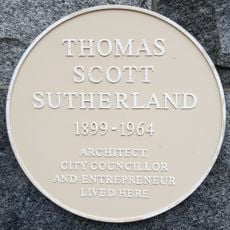 THOMAS
SCOTT
SUTHERLAND
1899-1964
ARCHITECT,
CITY COUNCILLOR
AND ENTREPRENEUR
LIVED HERE